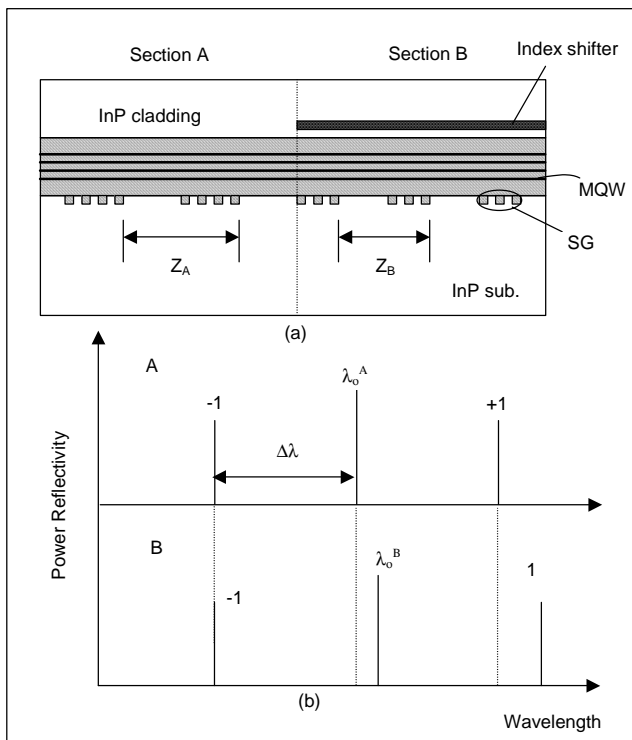 Section A
Section B
Index shifter
InP cladding
MQW
SG
Z_A
Z_B
InP sub.
(a)
Power Reflectivity
A
-1
λ_o^A
+1
Δλ
B
-1
λ_o^B
1
(b)
Wavelength